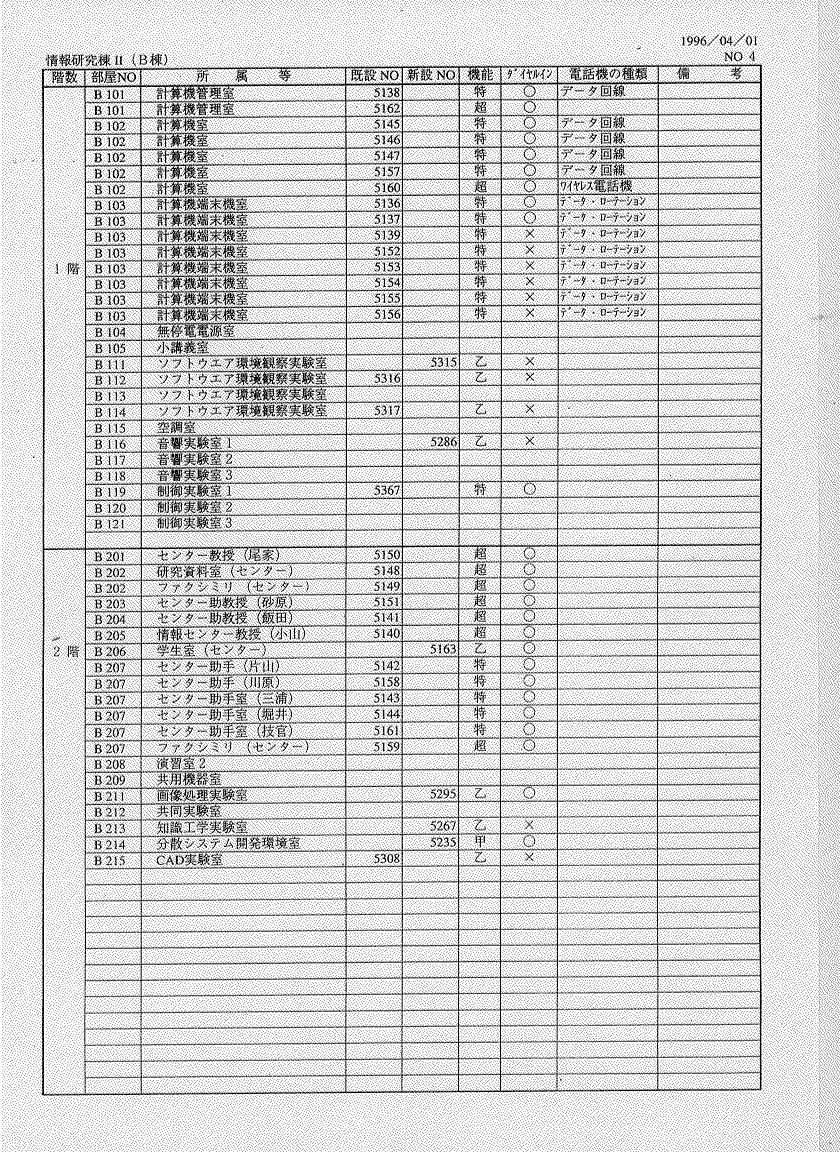 1996／04／01
情報研究棟Ⅱ（B棟） NO 4
階数 部屋NO 所 属 等 既設 NO 新設 NO 機能 ﾀﾞｲﾔﾙｲﾝ 電話機の種類 備 考
B 101 計算機管理室 5138 特 ○ データ回線
B 101 計算機管理室 5162 超 ○
B 102 計算機室 5145 特 ○ データ回線
B 102 計算機室 5146 特 ○ データ回線
B 102 計算機室 5147 特 ○ データ回線
B 102 計算機室 5157 特 ○ データ回線
B 102 計算機室 5160 超 ○ ﾜｲﾔﾚｽ電話機
B 103 計算機端末機室 5136 特 ○ ﾃﾞｰﾀ・ﾛｰﾃｰｼｮﾝ
B 103 計算機端末機室 5137 特 ○ ﾃﾞｰﾀ・ﾛｰﾃｰｼｮﾝ
B 103 計算機端末機室 5139 特 × ﾃﾞｰﾀ・ﾛｰﾃｰｼｮﾝ
B 103 計算機端末機室 5152 特 × ﾃﾞｰﾀ・ﾛｰﾃｰｼｮﾝ
1 階 B 103 計算機端末機室 5153 特 × ﾃﾞｰﾀ・ﾛｰﾃｰｼｮﾝ
B 103 計算機端末機室 5154 特 × ﾃﾞｰﾀ・ﾛｰﾃｰｼｮﾝ
B 103 計算機端末機室 5155 特 × ﾃﾞｰﾀ・ﾛｰﾃｰｼｮﾝ
B 103 計算機端末機室 5156 特 × ﾃﾞｰﾀ・ﾛｰﾃｰｼｮﾝ
B 104 無停電電源室
B 105 小講義室
B 111 ソフトウエア環境観察実験室 5315 乙 ×
B 112 ソフトウエア環境観察実験室 5316 乙 ×
B 113 ソフトウエア環境観察実験室
B 114 ソフトウエア環境観察実験室 5317 乙 ×
B 115 空調室
B 116 音響実験室 1 5286 乙 ×
B 117 音響実験室 2
B 118 音響実験室 3
B 119 制御実験室 1 5367 特 ○
B 120 制御実験室 2
B 121 制御実験室 3
B 201 センター教授（尾家） 5150 超 ○
B 202 研究資料室（センター） 5148 超 ○
B 202 ファクシミリ（センター） 5149 超 ○
B 203 センター助教授（砂原） 5151 超 ○
B 204 センター助教授（飯田） 5141 超 ○
B 205 情報センター教授（小山） 5140 超 ○
2 階 B 206 学生室（センター） 5163 乙 ○
B 207 センター助手（片山） 5142 特 ○
B 207 センター助手（川原） 5158 特 ○
B 207 センター助手室（三浦） 5143 特 ○
B 207 センター助手室（堀井） 5144 特 ○
B 207 センター助手室（技官） 5161 特 ○
B 207 ファクシミリ（センター） 5159 超 ○
B 208 演習室 2
B 209 共用機器室
B 211 画像処理実験室 5295 乙 ○
B 212 共同実験室
B 213 知識工学実験室 5267 乙 ×
B 214 分散システム開発環境室 5235 甲 ○
B 215 CAD実験室 5308 乙 ×